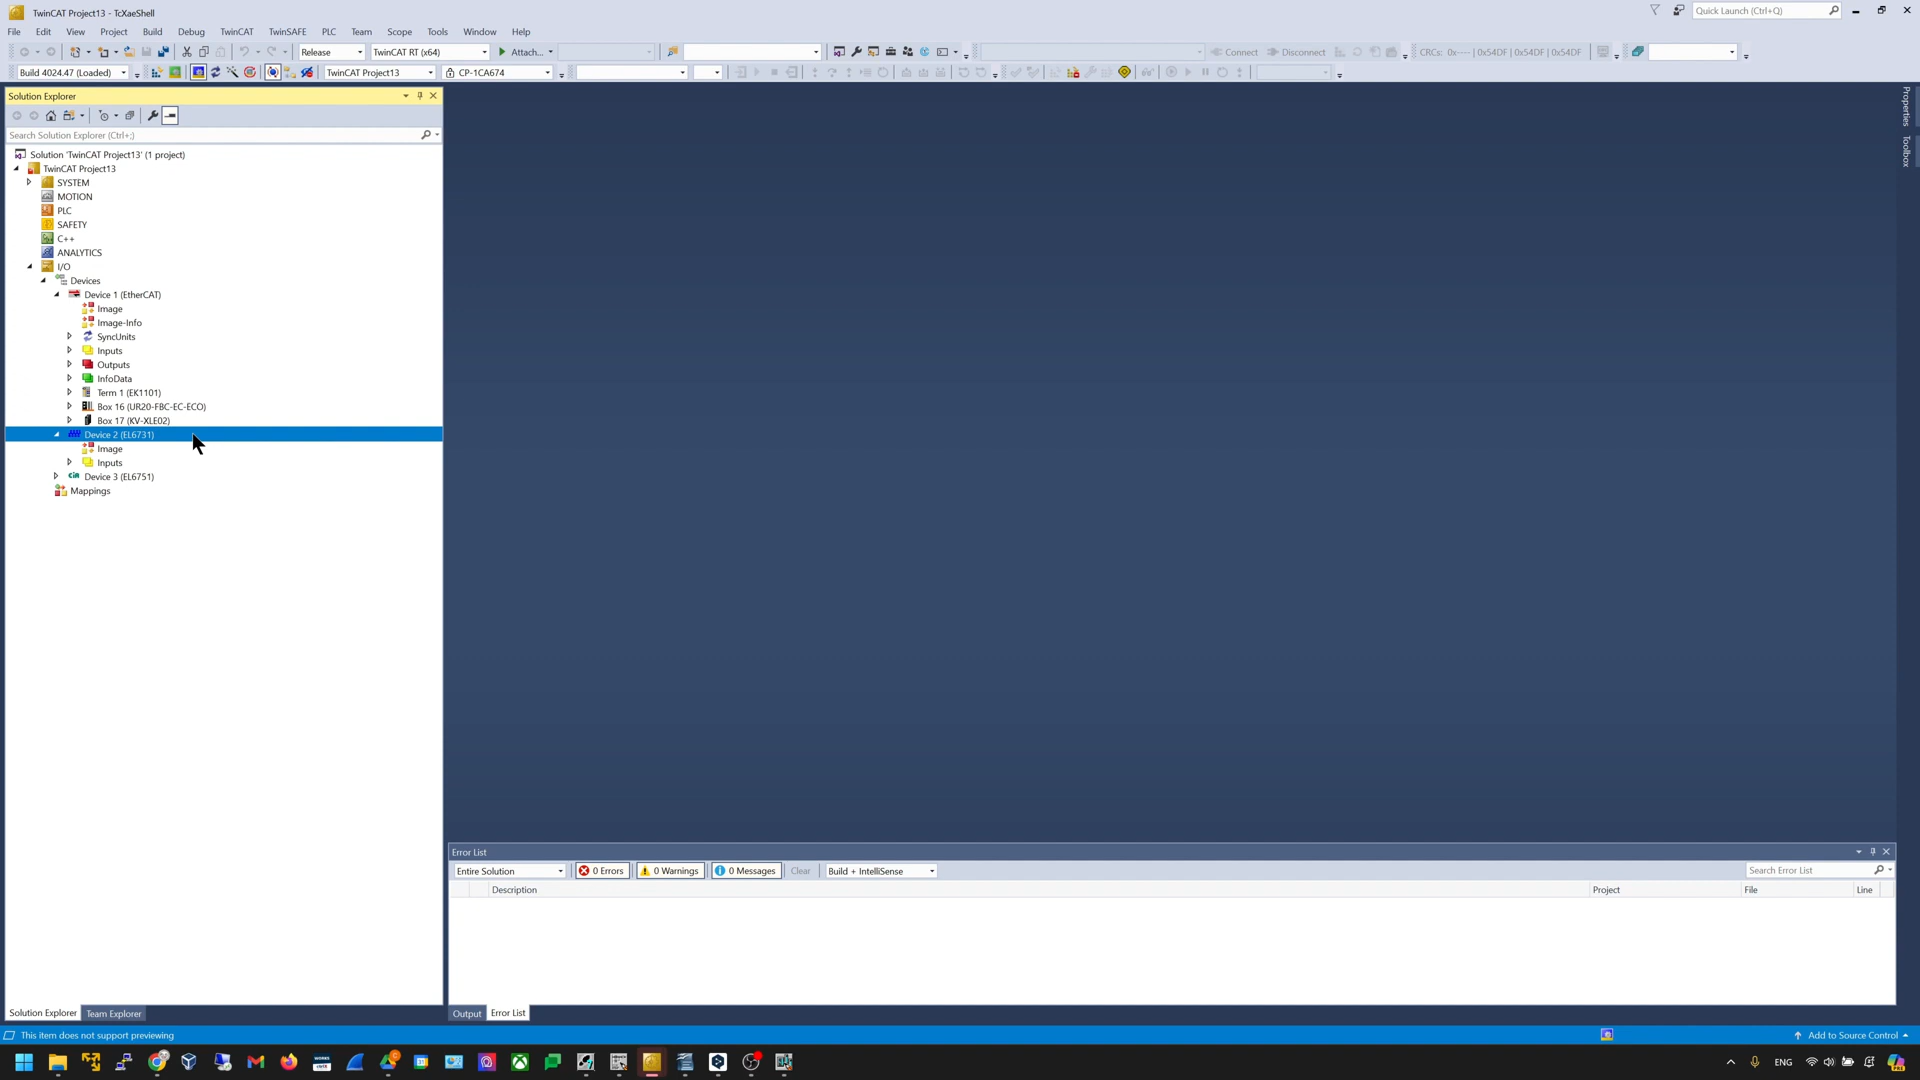 TwinCAT Project13 - TcXaeShell
Quick Launch (Ctrl+Q)
File Edit View Project Build Debug TwinCAT TwinSAFE PLC Team Scope Tools Window Help
Release TwinCAT RT (x64) Attach... Connect Disconnect CRCs: 0x---- | 0x54DF | 0x54DF | 0x54DF
Build 4024.47 (Loaded) TwinCAT Project13 CP-1CA674
Solution Explorer
Search Solution Explorer (Ctrl+;)
Solution 'TwinCAT Project13' (1 project)
TwinCAT Project13
SYSTEM
MOTION
PLC
SAFETY
C++
ANALYTICS
I/O
Devices
Device 1 (EtherCAT)
Image
Image-Info
SyncUnits
Inputs
Outputs
InfoData
Term 1 (EK1101)
Box 16 (UR20-FBC-EC-ECO)
Box 17 (KV-XLE02)
Device 2 (EL6731)
Image
Inputs
Device 3 (EL6751)
Mappings
Properties
Toolbox
Error List
Entire Solution 0 Errors 0 Warnings 0 Messages Clear Build + IntelliSense Search Error List
Description Project File Line
Solution Explorer Team Explorer
Output Error List
This item does not support previewing
Add to Source Control
ENG